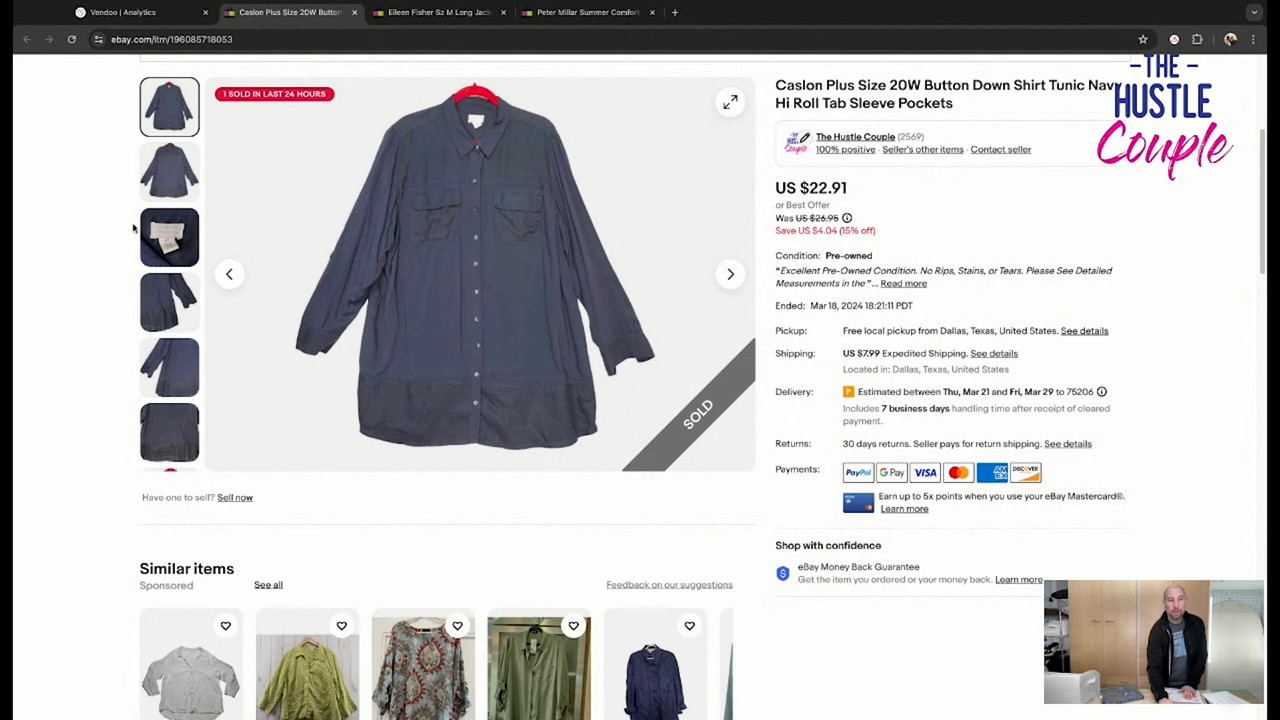 Vendoo | Analytics
Caslon Plus Size 20W Button
Eileen Fisher Sz M Long Jack
Peter Millar Summer Comfort
ebay.com/itm/196085718053
-THE-
HUSTLE
Couple
1 SOLD IN LAST 24 HOURS
SOLD
Caslon Plus Size 20W Button Down Shirt Tunic Navy
Hi Roll Tab Sleeve Pockets
The Hustle Couple (2569)
100% positive · Seller's other items · Contact seller
US $22.91
or Best Offer
Was US $26.95
Save US $4.04 (15% off)
Condition: Pre-owned
“Excellent Pre-Owned Condition. No Rips, Stains, or Tears. Please See Detailed
Measurements in the ”... Read more
Ended: Mar 18, 2024 18:21:11 PDT
Pickup: Free local pickup from Dallas, Texas, United States. See details
Shipping: US $7.99 Expedited Shipping. See details
Located in: Dallas, Texas, United States
Delivery: Estimated between Thu, Mar 21 and Fri, Mar 29 to 75206
Includes 7 business days handling time after receipt of cleared
payment.
Returns: 30 days returns. Seller pays for return shipping. See details
Payments: PayPal G Pay VISA DISCOVER
Earn up to 5x points when you use your eBay Mastercard®.
Learn more
Have one to sell? Sell now
Shop with confidence
eBay Money Back Guarantee
Get the item you ordered or your money back. Learn more
Similar items See all
Sponsored
Feedback on our suggestions